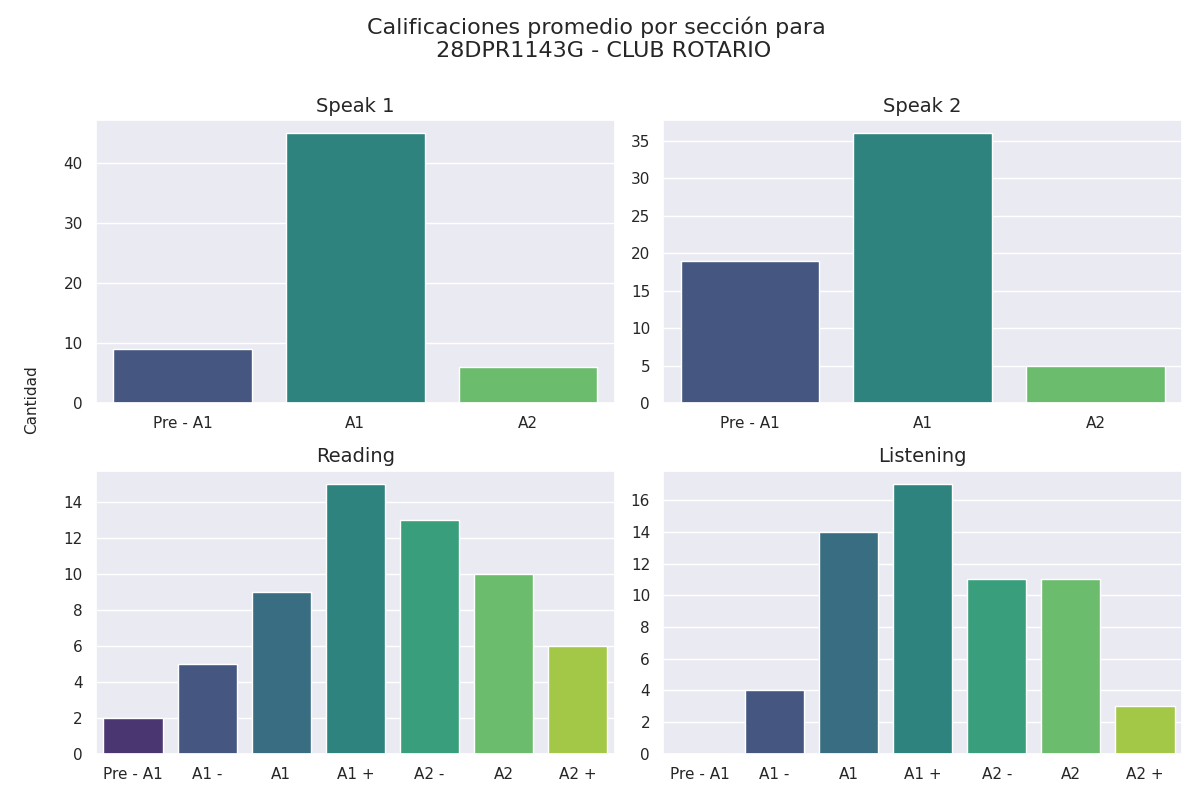 Calificaciones promedio por sección para
28DPR1143G - CLUB ROTARIO
Speak 1
40
30
20
10
0
Pre - A1 A1 A2
Speak 2
35
30
25
20
15
10
5
0
Pre - A1 A1 A2
Cantidad
Reading
14
12
10
8
6
4
2
0
Pre - A1 A1 - A1 A1 + A2 - A2 A2 +
Listening
16
14
12
10
8
6
4
2
0
Pre - A1 A1 - A1 A1 + A2 - A2 A2 +